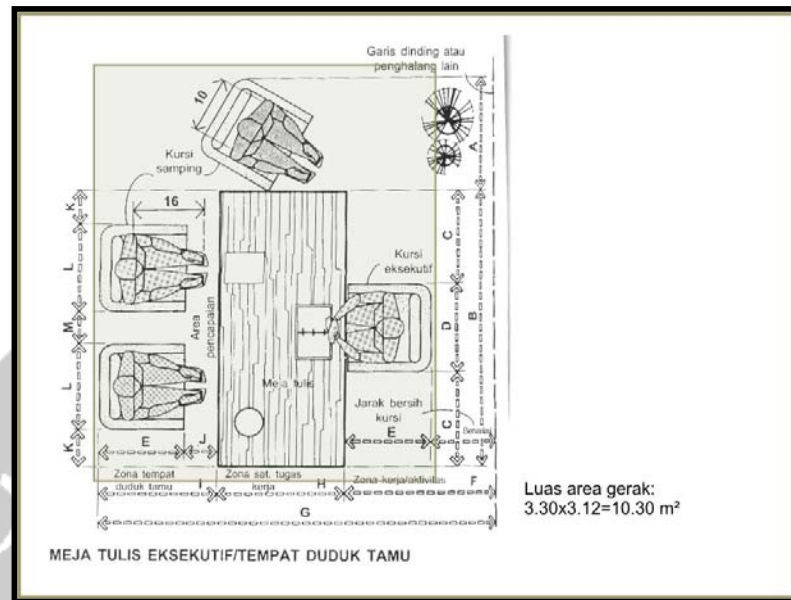 Garis dinding atau
penghalang lain
10
Kursi
samping
A
K
16
C
L
Kursi
eksekutif
Area
pencapaian
M
D
B
Meja tulis
L
Jarak bersih
kursi
C
E
J
E
K
Zona tempat
duduk tamu
I
Zona sat. tugas
kerja
H
Zona kerja/aktivitas
F
G
Luas area gerak:
3.30x3.12=10.30 m²
MEJA TULIS EKSEKUTIF/TEMPAT DUDUK TAMU